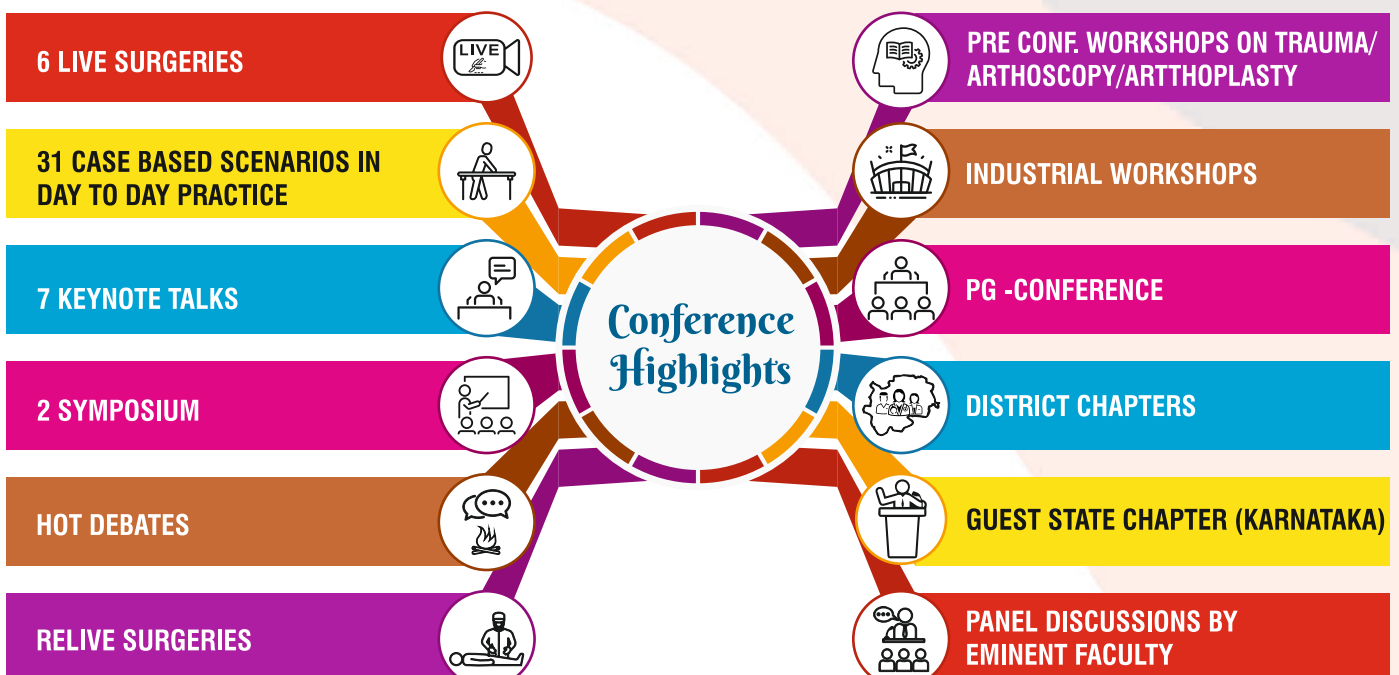 6 LIVE SURGERIES
LIVE
31 CASE BASED SCENARIOS IN
DAY TO DAY PRACTICE
7 KEYNOTE TALKS
2 SYMPOSIUM
HOT DEBATES
RELIVE SURGERIES
Conference
Highlights
PRE CONF. WORKSHOPS ON TRAUMA/
ARTHOSCOPY/ARTTHOPLASTY
INDUSTRIAL WORKSHOPS
PG -CONFERENCE
DISTRICT CHAPTERS
GUEST STATE CHAPTER (KARNATAKA)
PANEL DISCUSSIONS BY
EMINENT FACULTY